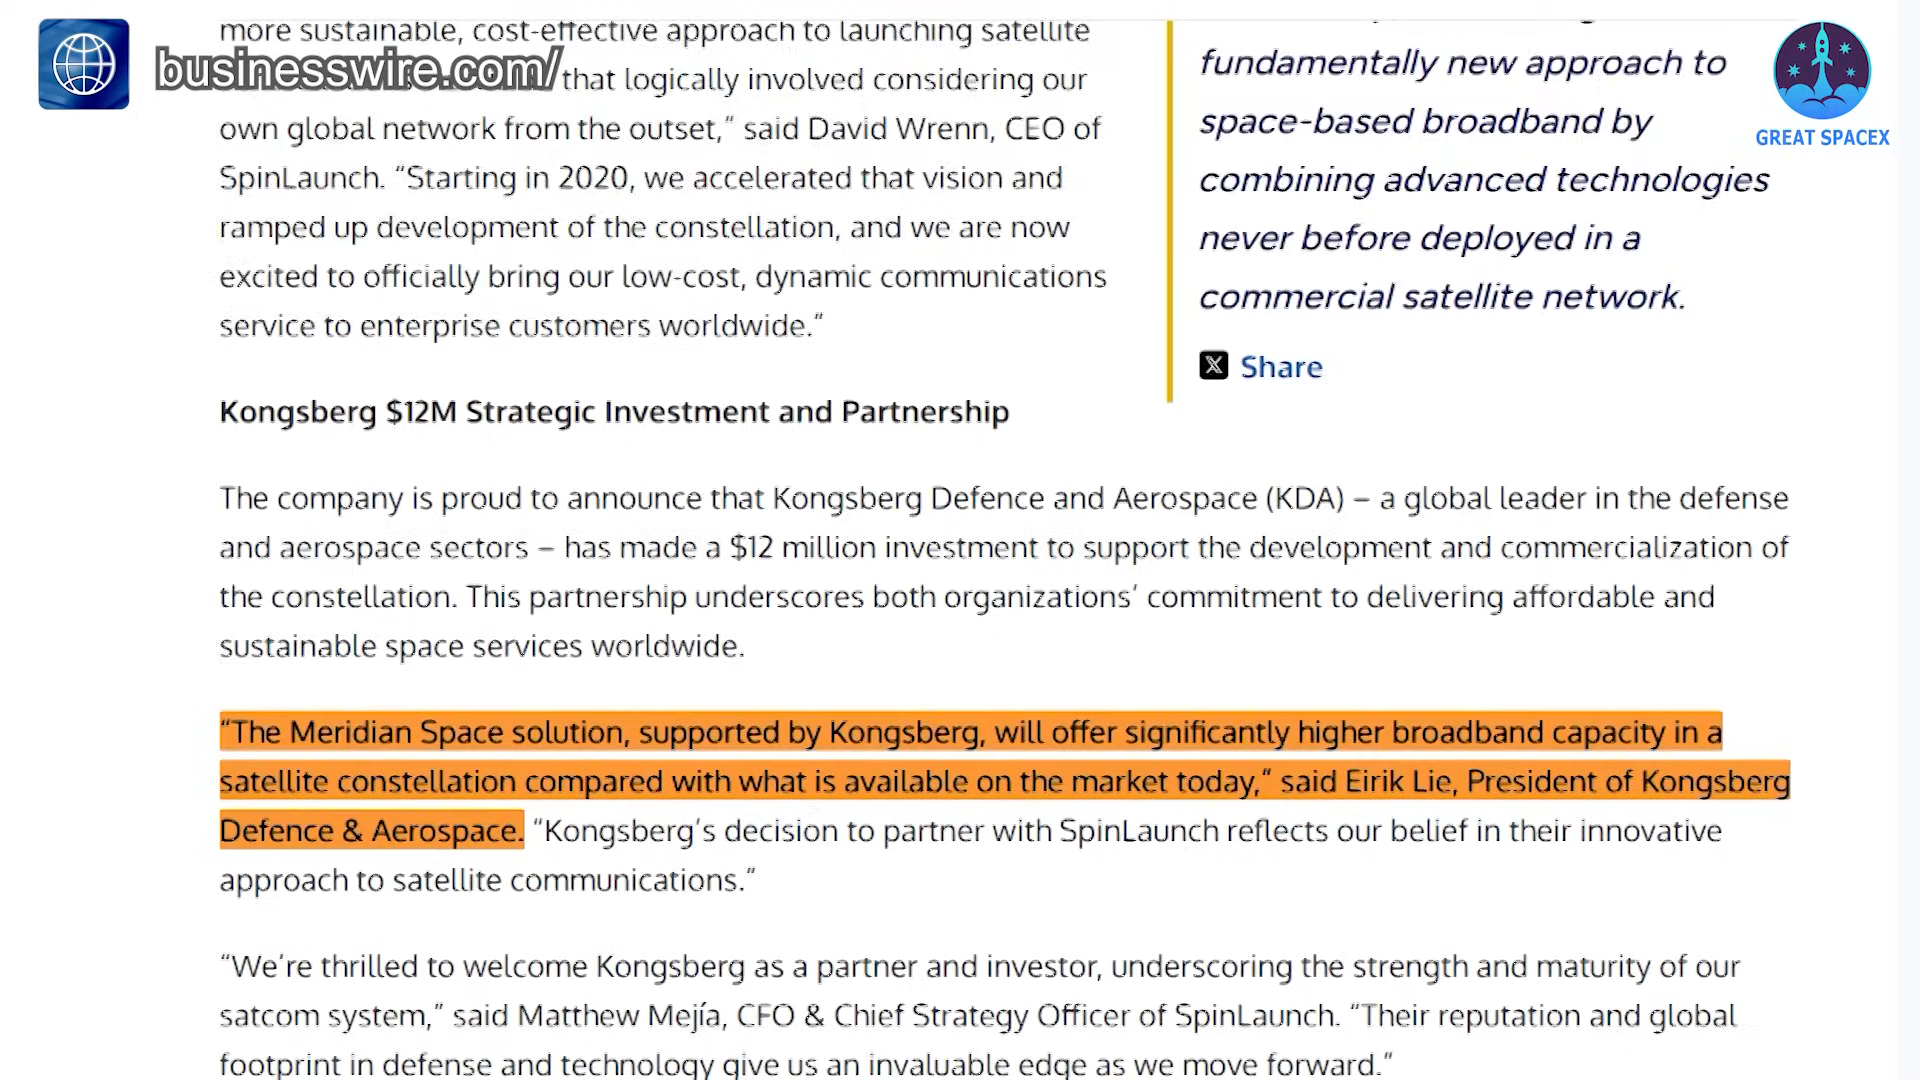 more sustainable, cost-effective approach to launching satellite
businesswire.com/
that logically involved considering our
own global network from the outset,” said David Wrenn, CEO of
SpinLaunch. “Starting in 2020, we accelerated that vision and
ramped up development of the constellation, and we are now
excited to officially bring our low-cost, dynamic communications
service to enterprise customers worldwide.”
fundamentally new approach to
space-based broadband by
combining advanced technologies
never before deployed in a
commercial satellite network.
X Share
GREAT SPACEX
Kongsberg $12M Strategic Investment and Partnership
The company is proud to announce that Kongsberg Defence and Aerospace (KDA) – a global leader in the defense
and aerospace sectors – has made a $12 million investment to support the development and commercialization of
the constellation. This partnership underscores both organizations’ commitment to delivering affordable and
sustainable space services worldwide.
“The Meridian Space solution, supported by Kongsberg, will offer significantly higher broadband capacity in a
satellite constellation compared with what is available on the market today,” said Eirik Lie, President of Kongsberg
Defence & Aerospace. “Kongsberg’s decision to partner with SpinLaunch reflects our belief in their innovative
approach to satellite communications.”
“We’re thrilled to welcome Kongsberg as a partner and investor, underscoring the strength and maturity of our
satcom system,” said Matthew Mejía, CFO & Chief Strategy Officer of SpinLaunch. “Their reputation and global
footprint in defense and technology give us an invaluable edge as we move forward.”